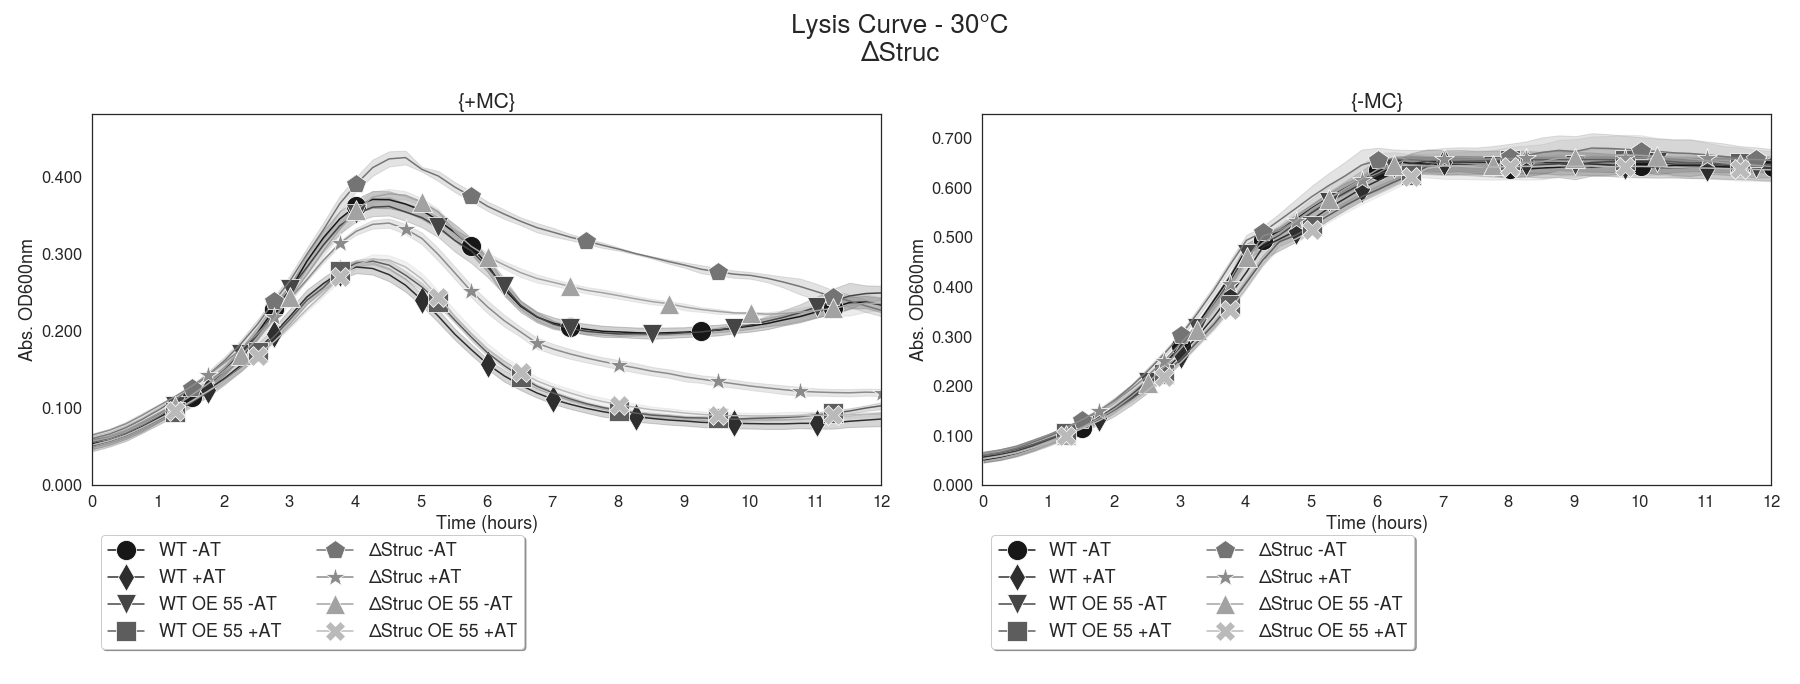 Lysis Curve - 30°C
ΔStruc
{+MC}
Abs. OD600nm
0.400
0.300
0.200
0.100
0.000
0 1 2 3 4 5 6 7 8 9 10 11 12
Time (hours)
WT -AT
WT +AT
WT OE 55 -AT
WT OE 55 +AT
ΔStruc -AT
ΔStruc +AT
ΔStruc OE 55 -AT
ΔStruc OE 55 +AT
{-MC}
Abs. OD600nm
0.700
0.600
0.500
0.400
0.300
0.200
0.100
0.000
0 1 2 3 4 5 6 7 8 9 10 11 12
Time (hours)
WT -AT
WT +AT
WT OE 55 -AT
WT OE 55 +AT
ΔStruc -AT
ΔStruc +AT
ΔStruc OE 55 -AT
ΔStruc OE 55 +AT